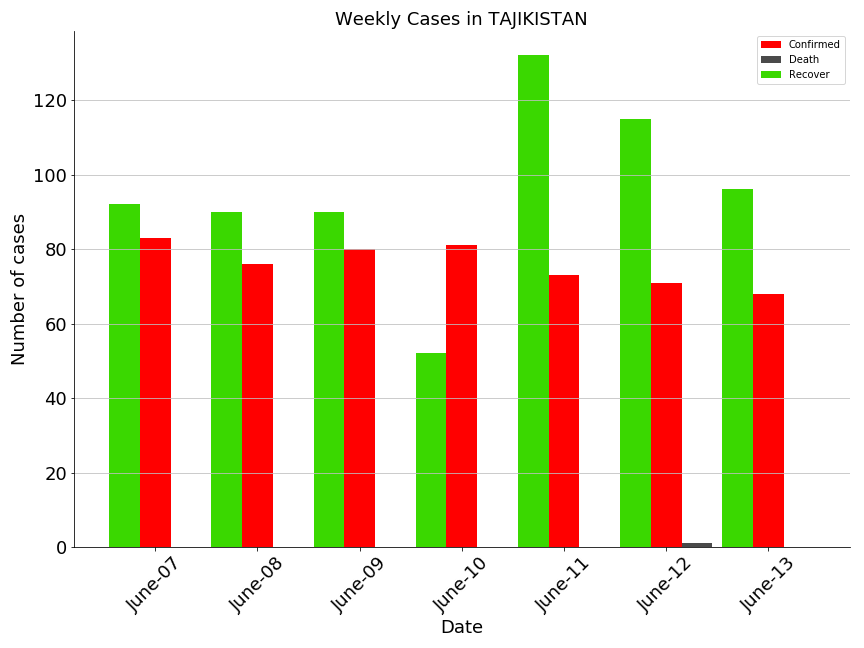 Weekly Cases in TAJIKISTAN
Confirmed
Death
Recover
Number of cases
120
100
80
60
40
20
0
June-07
June-08
June-09
June-10
June-11
June-12
June-13
Date